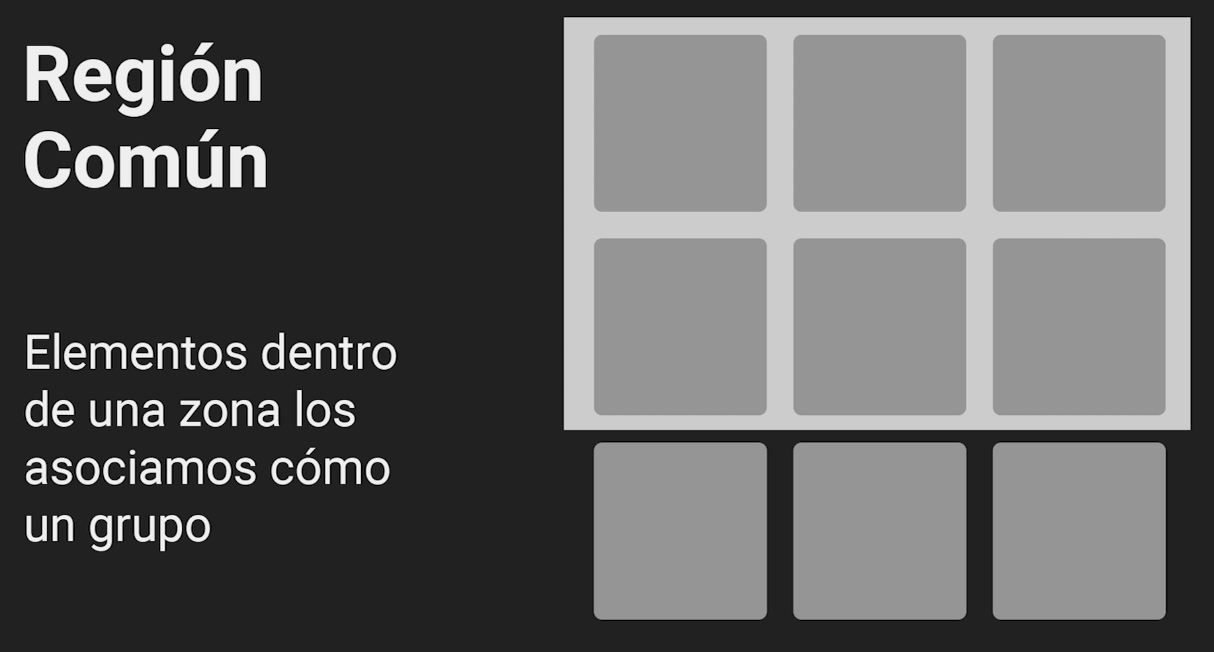 Región
Común
Elementos dentro
de una zona los
asociamos cómo
un grupo